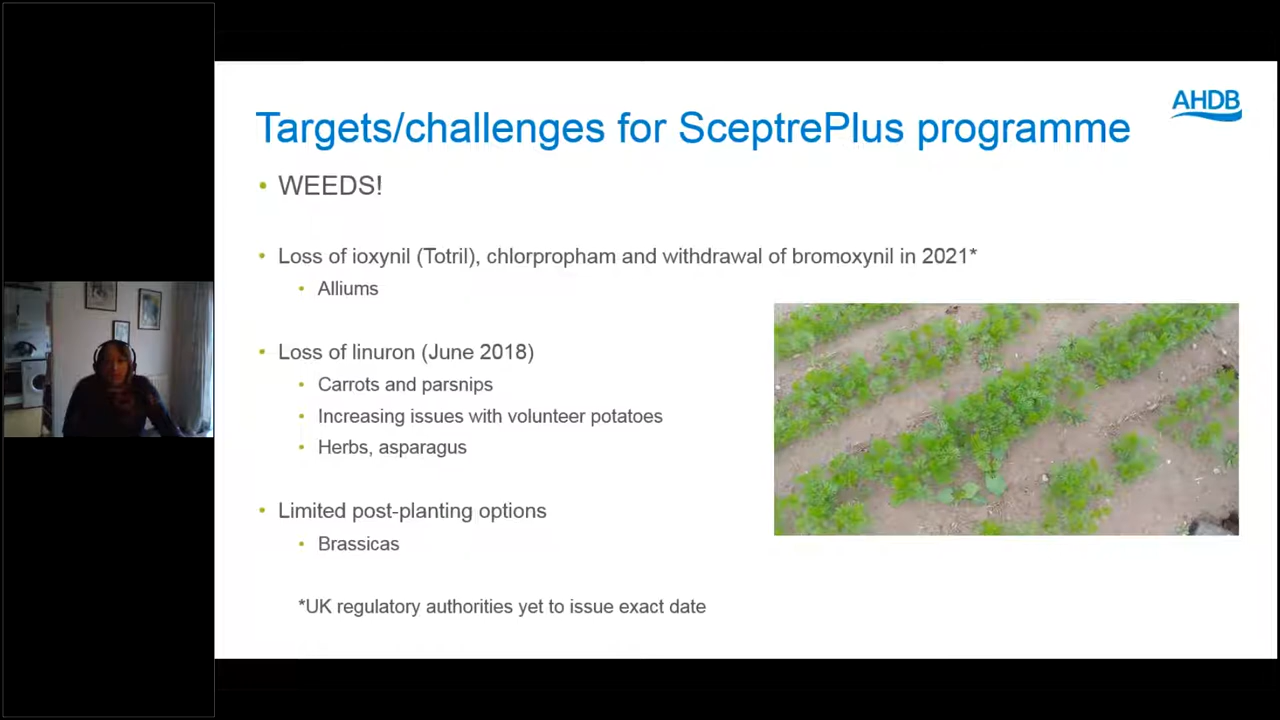 AHDB
Targets/challenges for SceptrePlus programme
• WEEDS!
• Loss of ioxynil (Totril), chlorpropham and withdrawal of bromoxynil in 2021*
• Alliums
• Loss of linuron (June 2018)
• Carrots and parsnips
• Increasing issues with volunteer potatoes
• Herbs, asparagus
• Limited post-planting options
• Brassicas
*UK regulatory authorities yet to issue exact date